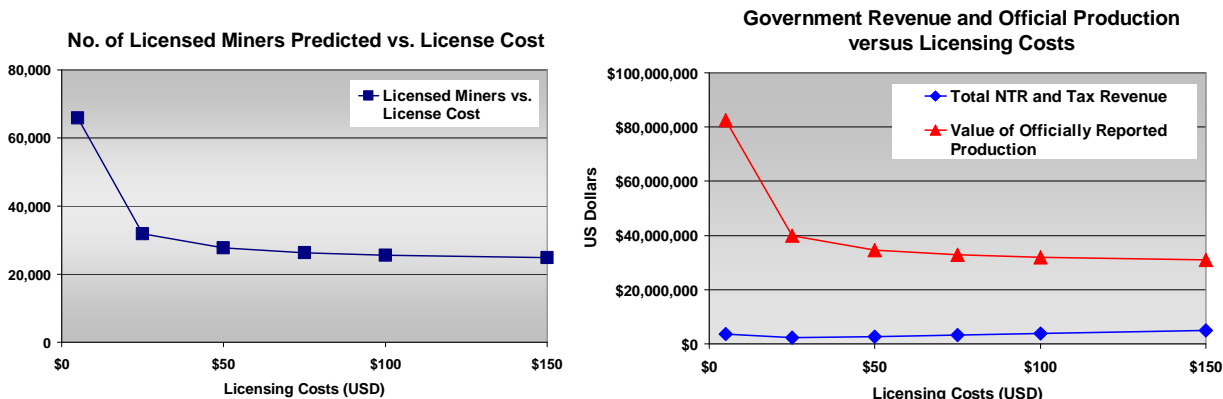 No. of Licensed Miners Predicted vs. License Cost
80,000
60,000
40,000
20,000
0
$0
$50
$100
$150
Licensing Costs (USD)
Licensed Miners vs.
License Cost
Government Revenue and Official Production
versus Licensing Costs
$100,000,000
$80,000,000
$60,000,000
$40,000,000
$20,000,000
$0
US Dollars
$0
$50
$100
$150
Licensing Costs (USD)
Total NTR and Tax Revenue
Value of Officially Reported
Production